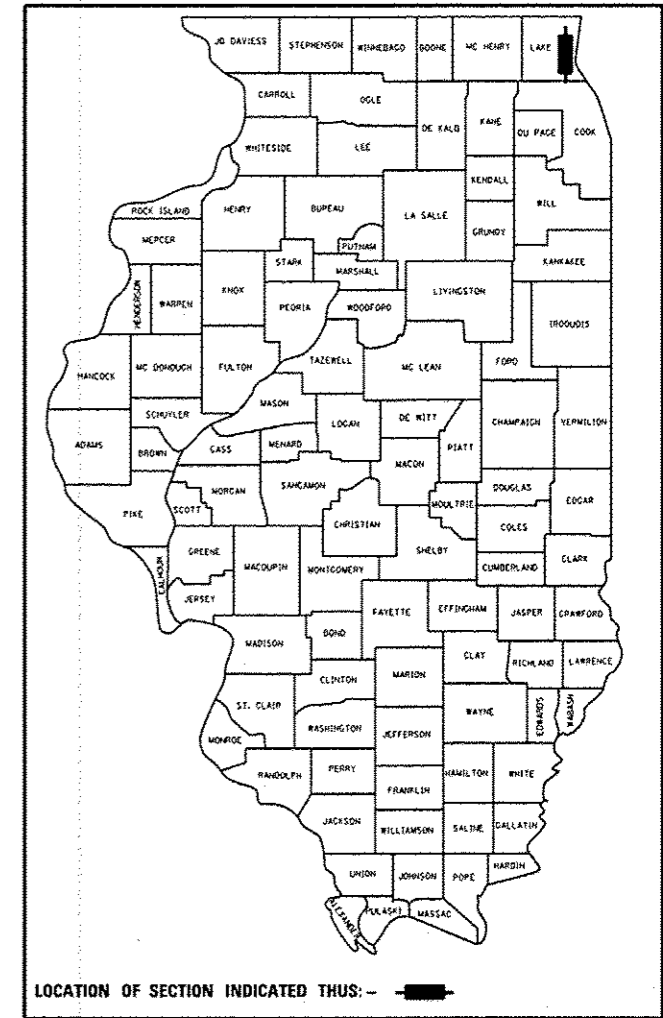 JO DAVIESS STEPHENSON WINNEBAGO BOONE MC HENRY LAKE
CARROLL OGLE DE KALB KANE DU PAGE COOK
WHITESIDE LEE
KENDALL
WILL
ROCK ISLAND HENRY BUREAU LA SALLE GRUNDY
MERCER PUTNAM KANKAKEE
STARK MARSHALL
HENDERSON WARREN KNOX PEORIA WOODFORD LIVINGSTON IROQUOIS
HANCOCK MC DONOUGH FULTON TAZEWELL MC LEAN FORD
MASON
SCHUYLER LOGAN DE WITT CHAMPAIGN VERMILION
ADAMS BROWN CASS MENARD MACON PIATT
MORGAN SANGAMON DOUGLAS EDGAR
PIKE SCOTT CHRISTIAN MOULTRIE COLES
GREENE SHELBY CLARK
CALHOUN MACOUPIN MONTGOMERY CUMBERLAND
JERSEY FAYETTE EFFINGHAM JASPER CRAWFORD
MADISON BOND
CLAY RICHLAND LAWRENCE
CLINTON MARION
ST. CLAIR WAYNE EDWARDS WABASH
WASHINGTON JEFFERSON
MONROE
RANDOLPH PERRY HAMILTON WHITE
FRANKLIN
JACKSON WILLIAMSON SALINE GALLATIN
UNION JOHNSON POPE HARDIN
ALEXANDER PULASKI MASSAC
LOCATION OF SECTION INDICATED THUS: –